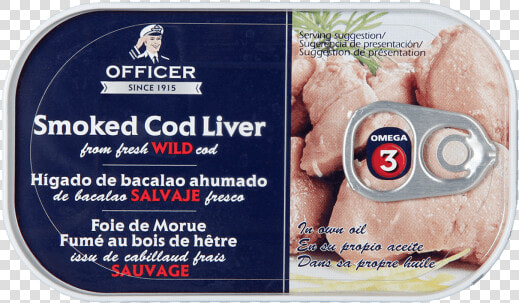 OFFICER
SINCE 1915
Smoked Cod Liver
from fresh WILD cod
Hígado de bacalao ahumado
de bacalao SALVAJE fresco
Foie de Morue
Fumé au bois de hêtre
issu de cabillaud frais
SAUVAGE
Serving suggestion/
Sugerencia de presentación/
Suggestion de présentation
OMEGA
3
In own oil
En su propio aceite
Dans sa propre huile